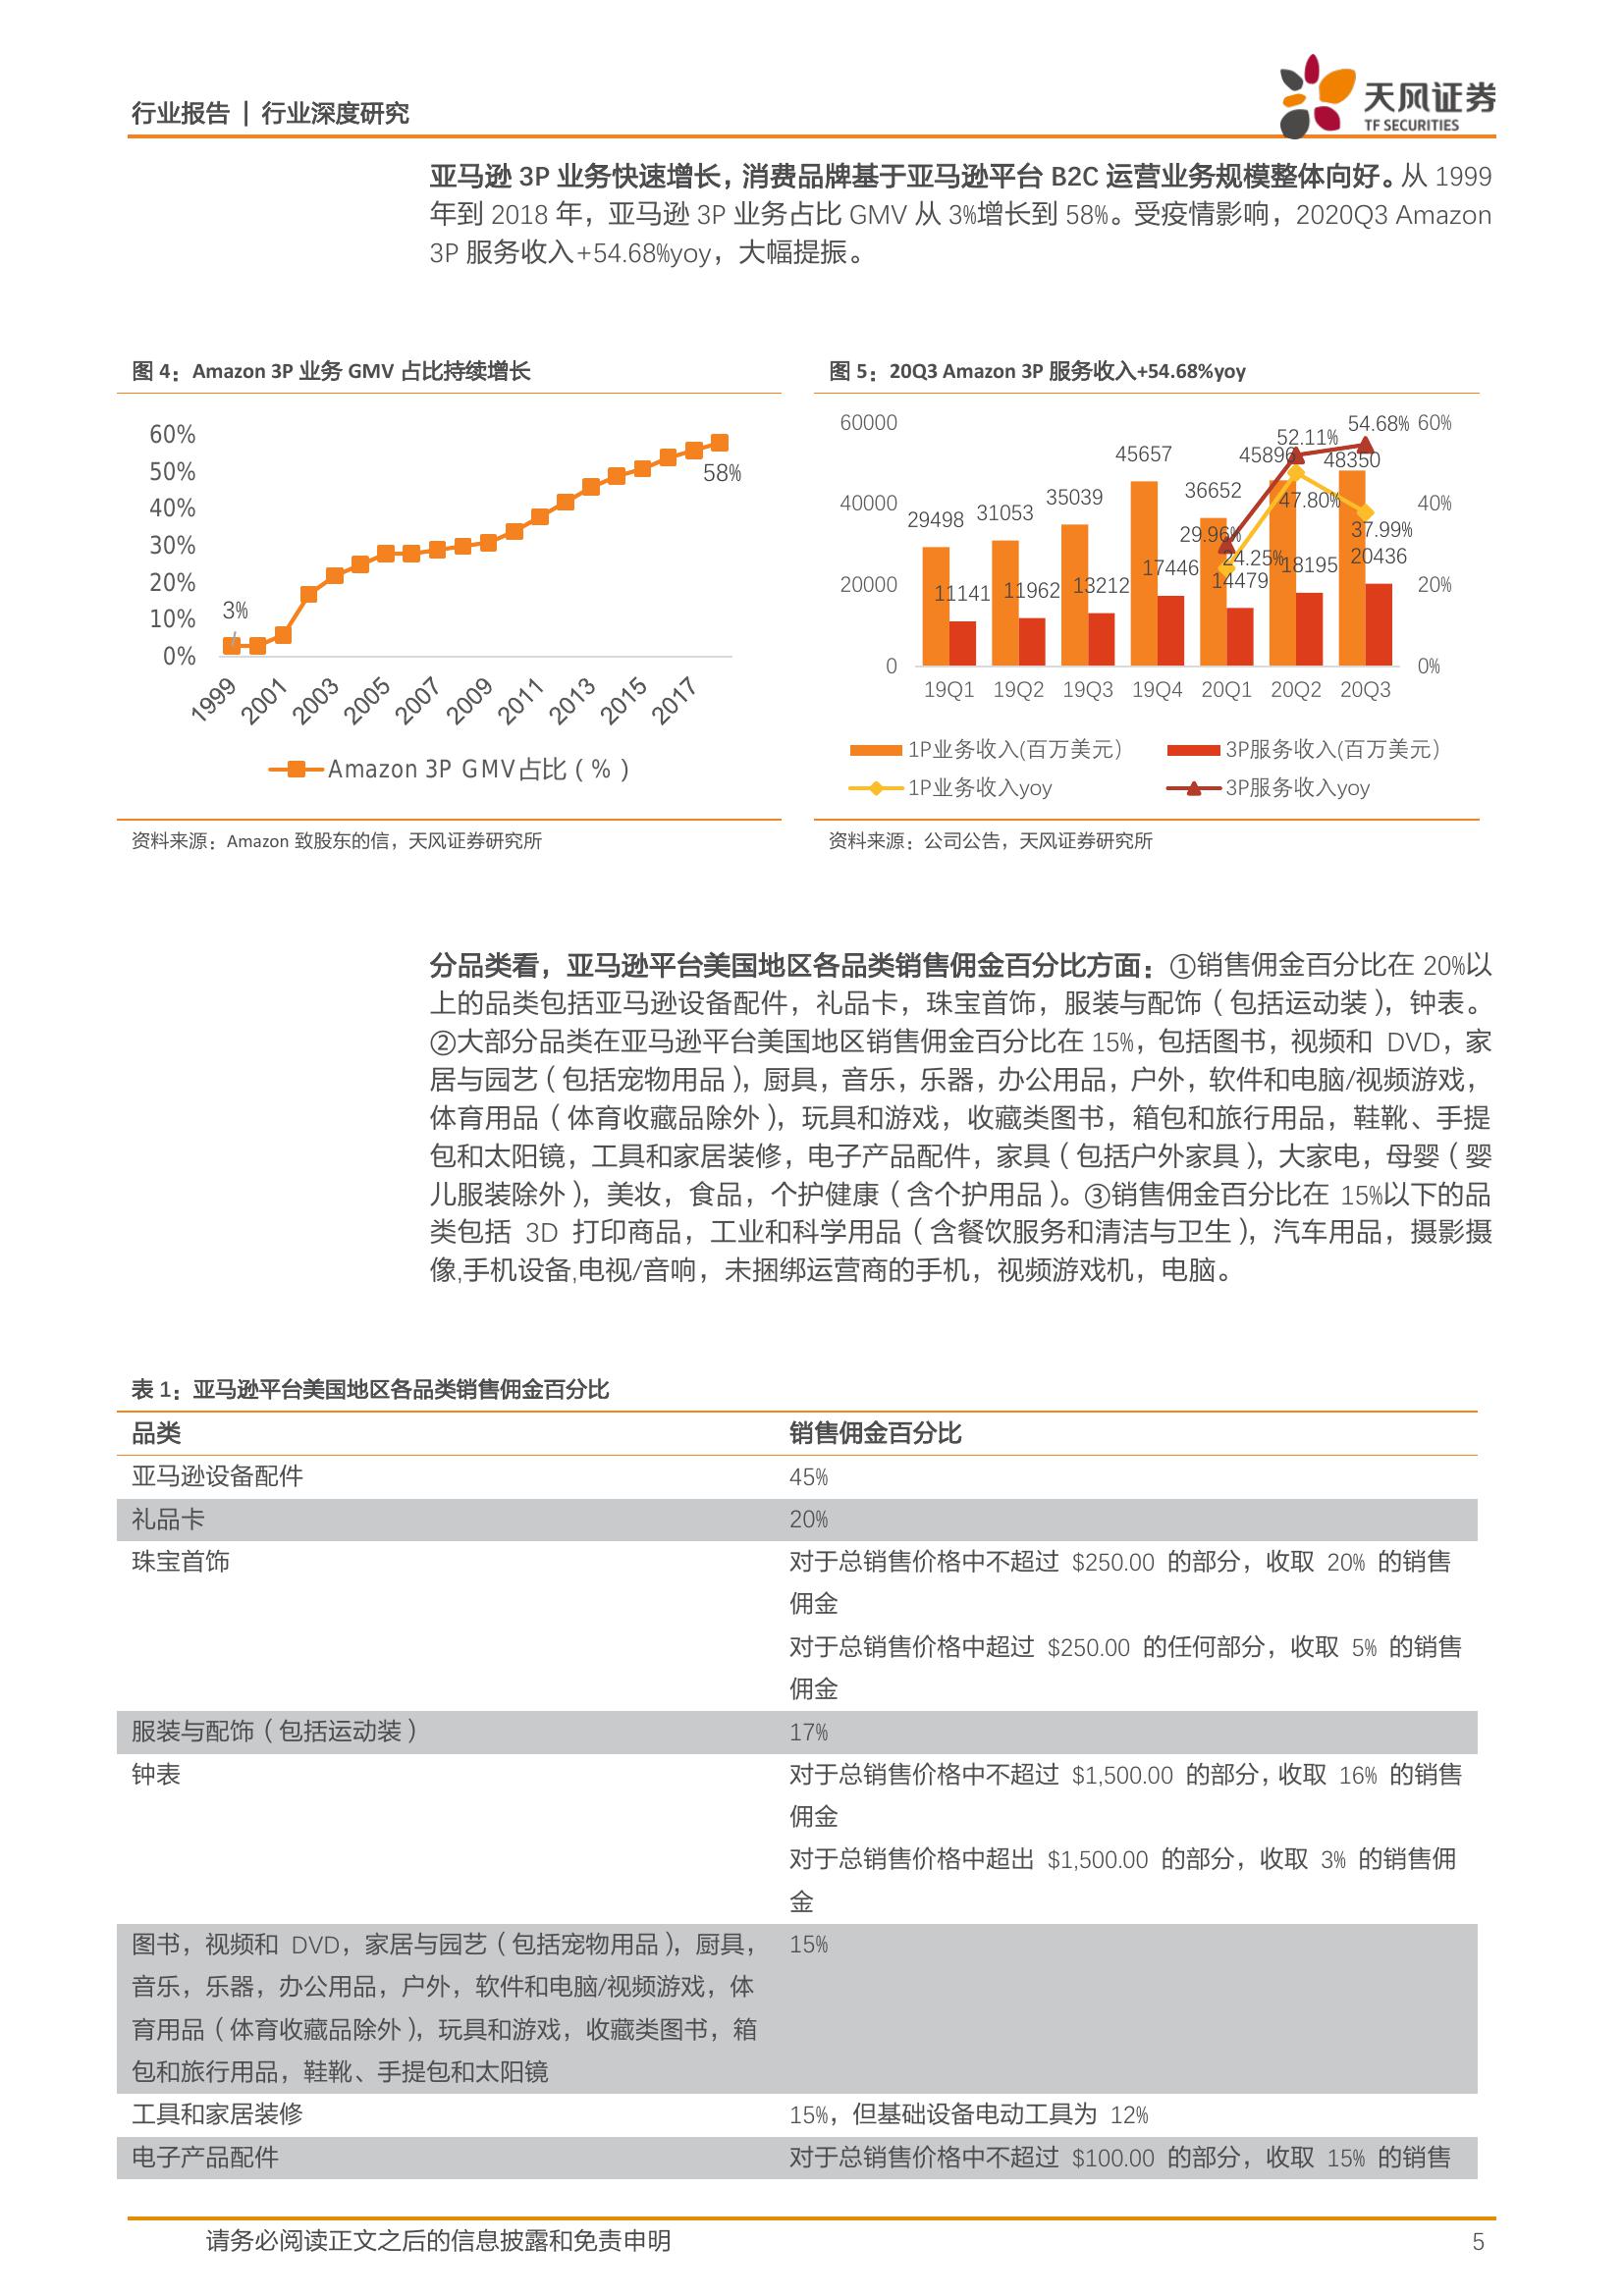 行业报告 | 行业深度研究
天风证券
TF SECURITIES
亚马逊 3P 业务快速增长，消费品牌基于亚马逊平台 B2C 运营业务规模整体向好。从 1999
年到 2018 年，亚马逊 3P 业务占比 GMV 从 3%增长到 58%。受疫情影响，2020Q3 Amazon
3P 服务收入+54.68%yoy，大幅提振。
图 4：Amazon 3P 业务 GMV 占比持续增长
60%
50%
40%
30%
20%
10%
0%
3%
58%
1999
2001
2003
2005
2007
2009
2011
2013
2015
2017
Amazon 3P GMV占比（%）
资料来源：Amazon 致股东的信，天风证券研究所
图 5：20Q3 Amazon 3P 服务收入+54.68%yoy
60000
40000
20000
0
60%
40%
20%
0%
29498
31053
35039
45657
36652
45896
48350
11141
11962
13212
17446
14479
18195
20436
29.96%
52.11%
54.68%
24.25%
47.80%
37.99%
19Q1 19Q2 19Q3 19Q4 20Q1 20Q2 20Q3
1P业务收入(百万美元） 3P服务收入(百万美元）
1P业务收入yoy 3P服务收入yoy
资料来源：公司公告，天风证券研究所
分品类看，亚马逊平台美国地区各品类销售佣金百分比方面：①销售佣金百分比在 20%以
上的品类包括亚马逊设备配件，礼品卡，珠宝首饰，服装与配饰（包括运动装），钟表。
②大部分品类在亚马逊平台美国地区销售佣金百分比在 15%，包括图书，视频和 DVD，家
居与园艺（包括宠物用品），厨具，音乐，乐器，办公用品，户外，软件和电脑/视频游戏，
体育用品（体育收藏品除外），玩具和游戏，收藏类图书，箱包和旅行用品，鞋靴、手提
包和太阳镜，工具和家居装修，电子产品配件，家具（包括户外家具），大家电，母婴（婴
儿服装除外），美妆，食品，个护健康（含个护用品）。③销售佣金百分比在 15%以下的品
类包括 3D 打印商品，工业和科学用品（含餐饮服务和清洁与卫生），汽车用品，摄影摄
像,手机设备,电视/音响，未捆绑运营商的手机，视频游戏机，电脑。
表 1：亚马逊平台美国地区各品类销售佣金百分比
品类 销售佣金百分比
亚马逊设备配件 45%
礼品卡 20%
珠宝首饰 对于总销售价格中不超过 $250.00 的部分，收取 20% 的销售
佣金
对于总销售价格中超过 $250.00 的任何部分，收取 5% 的销售
佣金
服装与配饰（包括运动装） 17%
钟表 对于总销售价格中不超过 $1,500.00 的部分，收取 16% 的销售
佣金
对于总销售价格中超出 $1,500.00 的部分，收取 3% 的销售佣
金
图书，视频和 DVD，家居与园艺（包括宠物用品），厨具， 15%
音乐，乐器，办公用品，户外，软件和电脑/视频游戏，体
育用品（体育收藏品除外），玩具和游戏，收藏类图书，箱
包和旅行用品，鞋靴、手提包和太阳镜
工具和家居装修 15%，但基础设备电动工具为 12%
电子产品配件 对于总销售价格中不超过 $100.00 的部分，收取 15% 的销售
请务必阅读正文之后的信息披露和免责申明 5